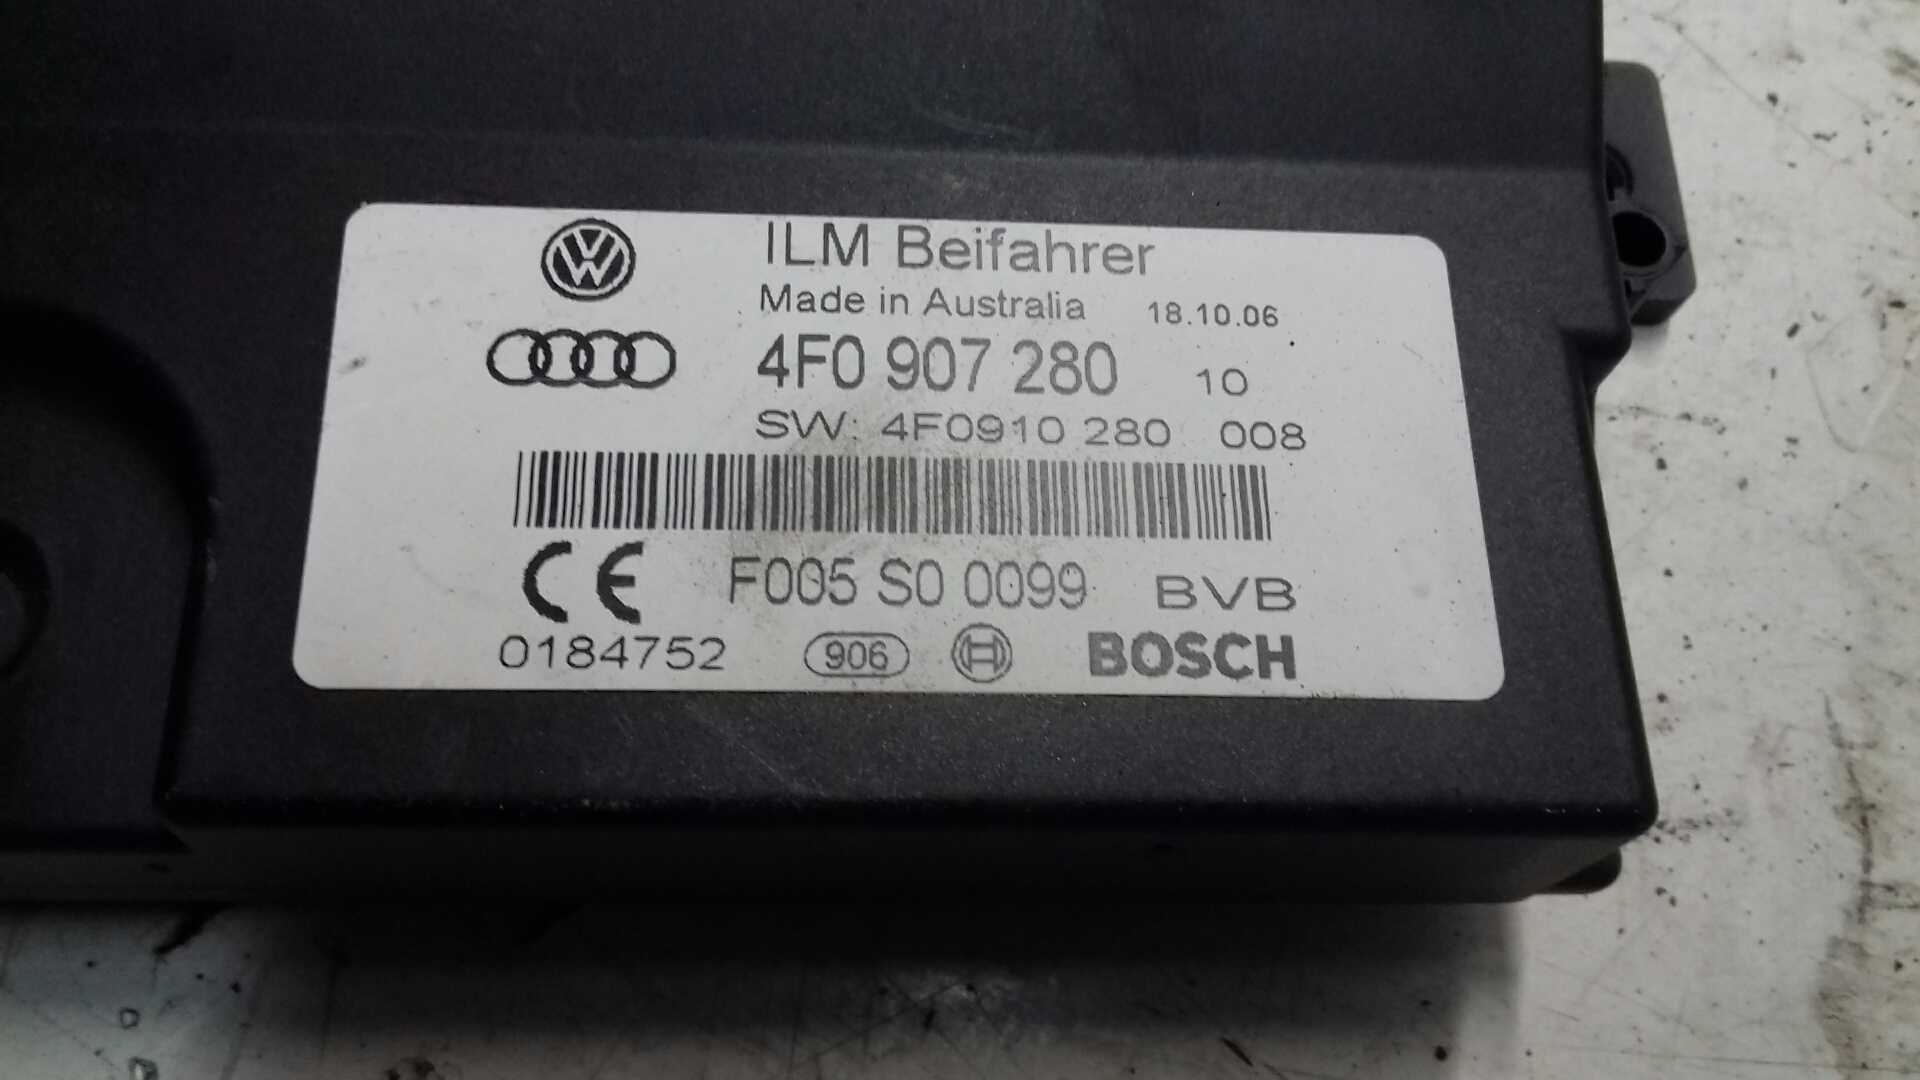 ILM Beifahrer
Made in Australia 18.10.06
4F0 907 280 10
SW: 4F0910 280 008
CE F005 S0 0099 BVB
0184752 906 BOSCH